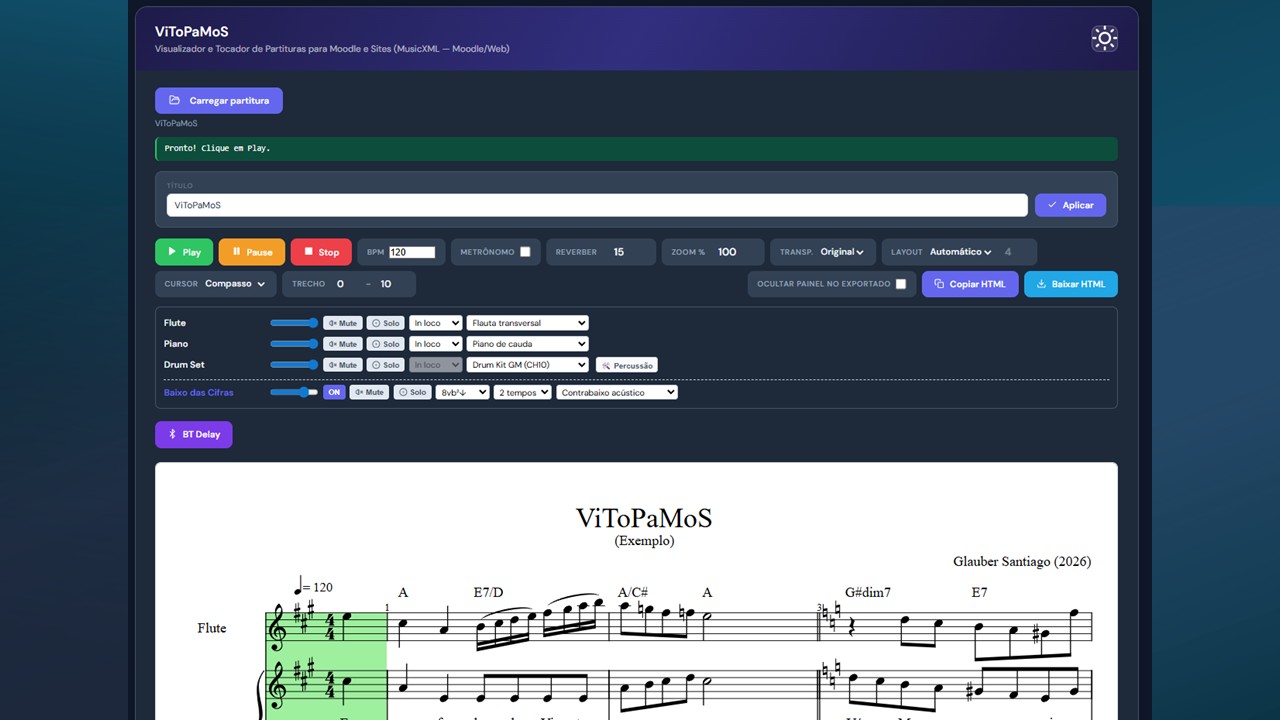 ViToPaMoS
Visualizador e Tocador de Partituras para Moodle e Sites (MusicXML — Moodle/Web)
Carregar partitura
ViToPaMoS
Pronto! Clique em Play.
TÍTULO
ViToPaMoS Aplicar
Play Pause Stop BPM 120 METRÔNOMO REVERBER 15 ZOOM % 100 TRANSP. Original LAYOUT Automático 4
CURSOR Compasso TRECHO 0 – 10 OCULTAR PAINEL NO EXPORTADO Copiar HTML Baixar HTML
Flute Mute Solo In loco Flauta transversal
Piano Mute Solo In loco Piano de cauda
Drum Set Mute Solo In loco Drum Kit GM (CH10) Percussão
Baixo das Cifras ON Mute Solo 8vb²↓ 2 tempos Contrabaixo acústico
BT Delay
ViToPaMoS
(Exemplo)
Glauber Santiago (2026)
= 120
A E7/D A/C# A G#dim7 E7
1 3
Flute
4 4